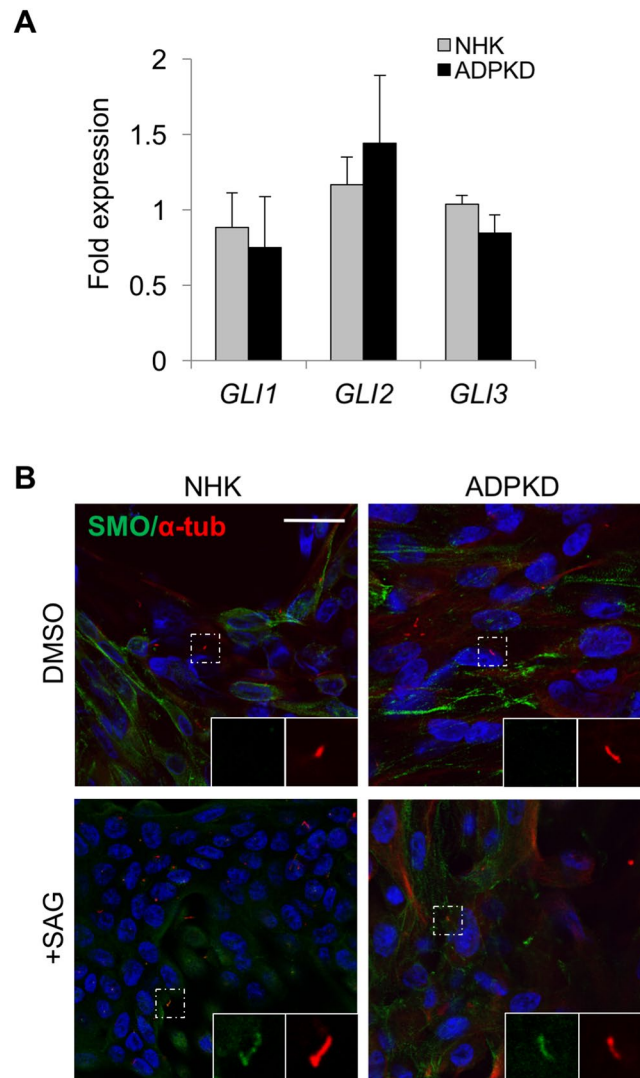 A
NHK
ADPKD
2
1.5
1
0.5
0
Fold expression
GLI1 GLI2 GLI3
B
NHK ADPKD
SMO/α-tub
DMSO
+SAG